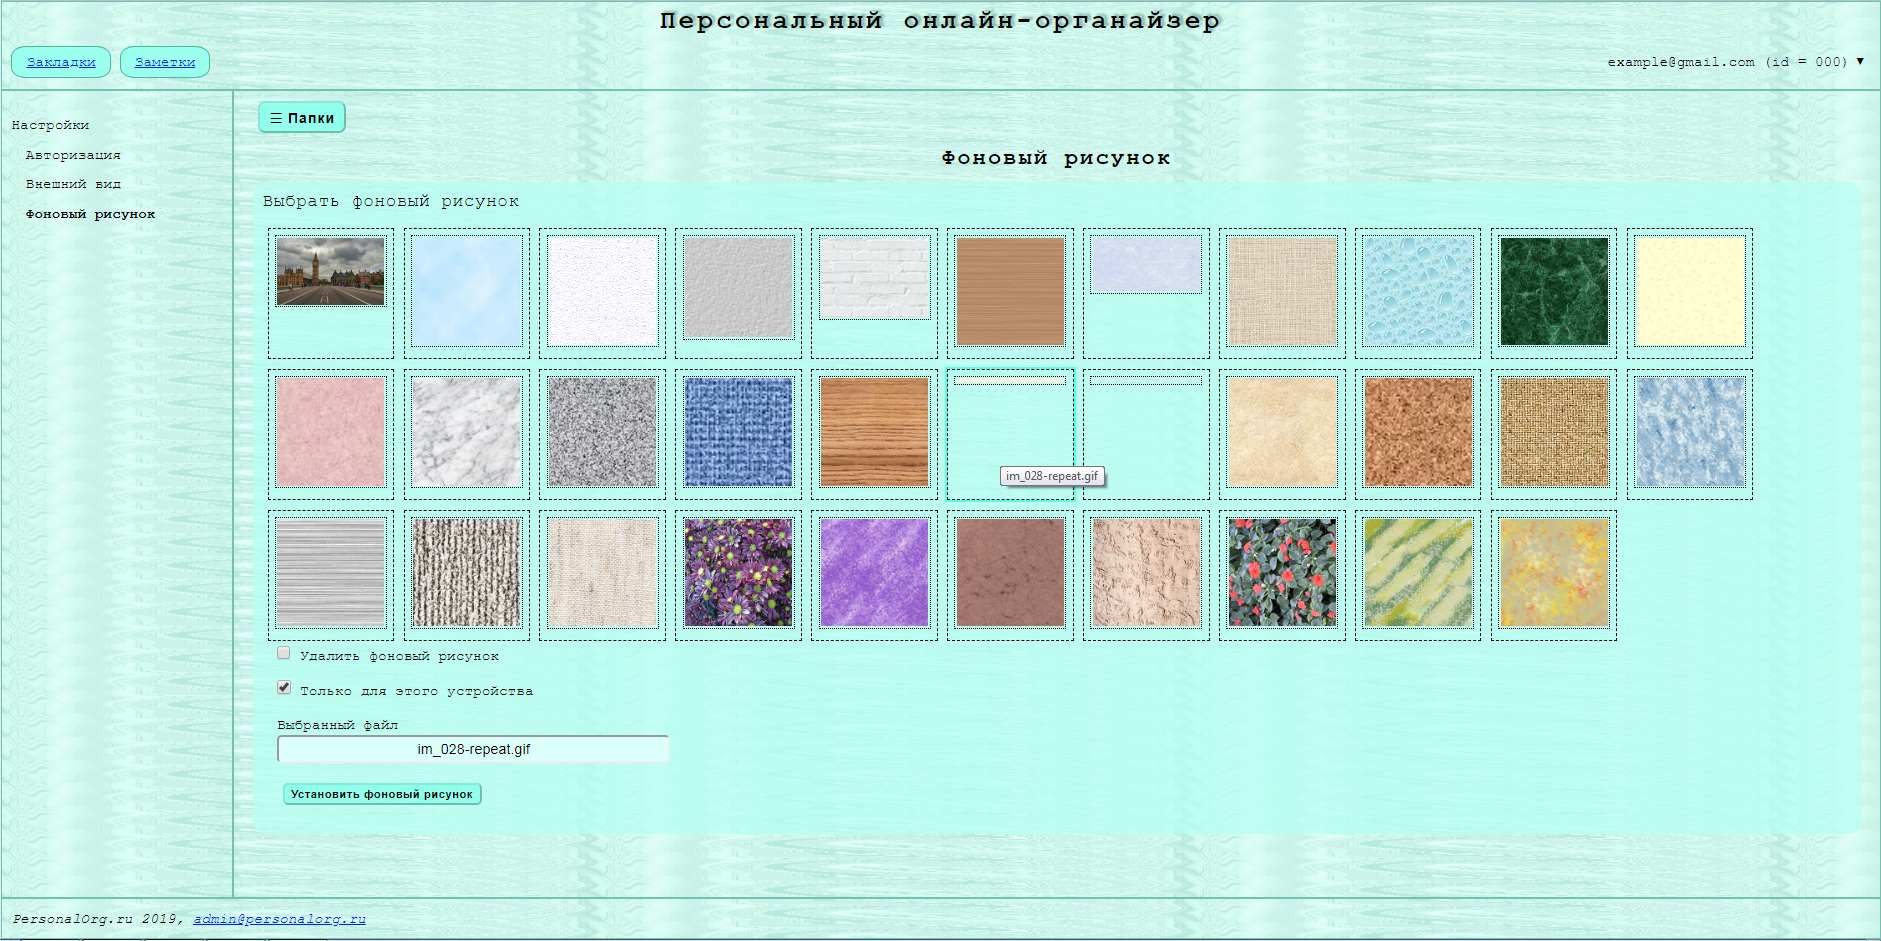 Персональный онлайн-органайзер
Закладки Заметки example@gmail.com (id = 000) ▼
☰ Папки
Настройки
Авторизация
Внешний вид
Фоновый рисунок
Фоновый рисунок
Выбрать фоновый рисунок
im_028-repeat.gif
Удалить фоновый рисунок
Только для этого устройства
Выбранный файл
im_028-repeat.gif
Установить фоновый рисунок
PersonalOrg.ru 2019, admin@personalorg.ru